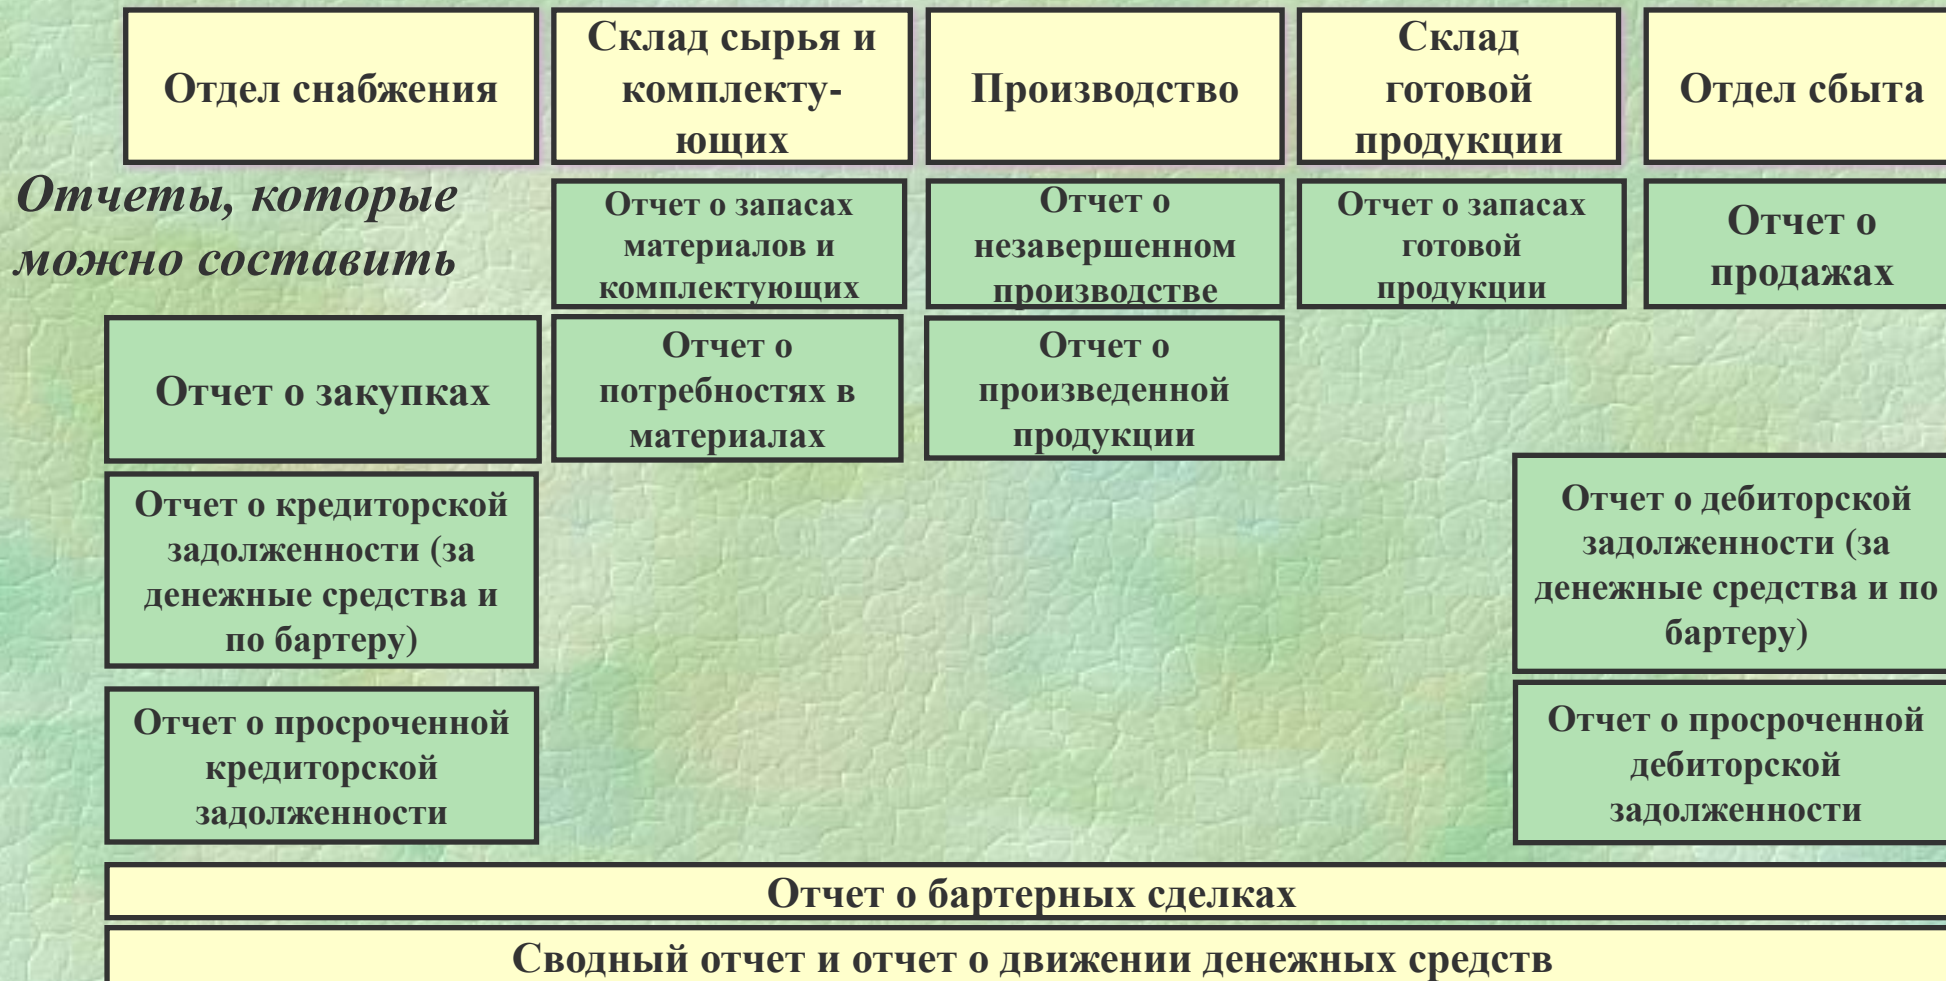 Отдел снабжения
Склад сырья и
комплекту-
ющих
Производство
Склад
готовой
продукции
Отдел сбыта
Отчеты, которые
можно составить
Отчет о запасах
материалов и
комплектующих
Отчет о
незавершенном
производстве
Отчет о запасах
готовой
продукции
Отчет о
продажах
Отчет о закупках
Отчет о
потребностях в
материалах
Отчет о
произведенной
продукции
Отчет о кредиторской
задолженности (за
денежные средства и
по бартеру)
Отчет о дебиторской
задолженности (за
денежные средства и по
бартеру)
Отчет о просроченной
кредиторской
задолженности
Отчет о просроченной
дебиторской
задолженности
Отчет о бартерных сделках
Сводный отчет и отчет о движении денежных средств